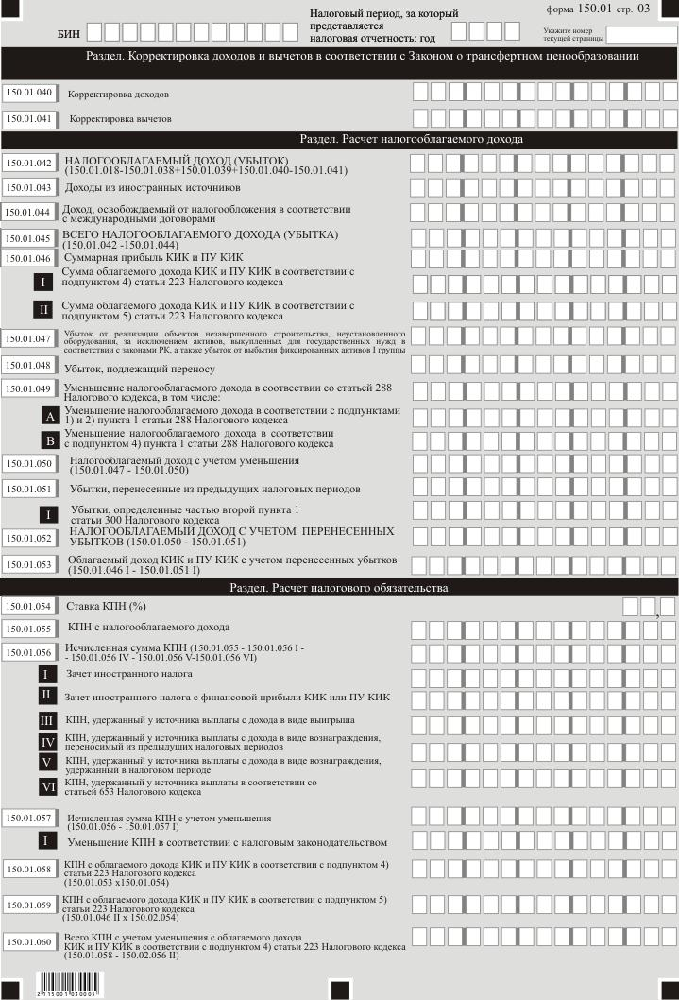 форма 150.01 стр. 03
Налоговый период, за который
представляется
налоговая отчетность: год
БИН
Укажите номер
текущей страницы
Раздел. Корректировка доходов и вычетов в соответствии с Законом о трансфертном ценообразовании
150.01.040 Корректировка доходов
150.01.041 Корректировка вычетов
Раздел. Расчет налогооблагаемого дохода
150.01.042 НАЛОГООБЛАГАЕМЫЙ ДОХОД (УБЫТОК)
(150.01.018-150.01.038+150.01.039+150.01.040-150.01.041)
150.01.043 Доходы из иностранных источников
150.01.044 Доход, освобождаемый от налогообложения в соответствии
с международными договорами
150.01.045 ВСЕГО НАЛОГООБЛАГАЕМОГО ДОХОДА (УБЫТКА)
(150.01.042 -150.01.044)
150.01.046 Суммарная прибыль КИК и ПУ КИК
I Сумма облагаемого дохода КИК и ПУ КИК в соответствии с
подпунктом 4) статьи 223 Налогового кодекса
II Сумма облагаемого дохода КИК и ПУ КИК в соответствии с
подпунктом 5) статьи 223 Налогового кодекса
150.01.047 Убыток от реализации объектов незавершенного строительства, неустановленного
оборудования, за исключением активов, выкупленных для государственных нужд в
соответствии с законами РК, а также убыток от выбытия фиксированных активов I группы
150.01.048 Убыток, подлежащий переносу
150.01.049 Уменьшение налогооблагаемого дохода в соотвествии со статьей 288
Налогового кодекса, в том числе:
A Уменьшение налогооблагаемого дохода в соответствии с подпунктами
1) и 2) пункта 1 статьи 288 Налогового кодекса
B Уменьшение налогооблагаемого дохода в соответствии
с подпунктом 4) пункта 1 статьи 288 Налогового кодекса
150.01.050 Налогооблагаемый доход с учетом уменьшения
(150.01.047 - 150.01.050)
150.01.051 Убытки, перенесенные из предыдущих налоговых периодов
I Убытки, определенные частью второй пункта 1
статьи 300 Налогового кодекса
150.01.052 НАЛОГООБЛАГАЕМЫЙ ДОХОД С УЧЕТОМ ПЕРЕНЕСЕННЫХ
УБЫТКОВ (150.01.050 - 150.01.051)
150.01.053 Облагаемый доход КИК и ПУ КИК с учетом перенесенных убытков
(150.01.046 I - 150.01.051 I)
Раздел. Расчет налогового обязательства
150.01.054 Ставка КПН (%) ,
150.01.055 КПН с налогооблагаемого дохода
150.01.056 Исчисленная сумма КПН (150.01.055 - 150.01.056 I -
- 150.01.056 IV - 150.01.056 V-150.01.056 VI)
I Зачет иностранного налога
II Зачет иностранного налога с финансовой прибыли КИК или ПУ КИК
III КПН, удержанный у источника выплаты с дохода в виде выигрыша
IV КПН, удержанный у источника выплаты с дохода в виде вознаграждения,
переносимый из предыдущих налоговых периодов
V КПН, удержанный у источника выплаты с дохода в виде вознаграждения,
удержанный в налоговом периоде
VI КПН, удержанный у источника выплаты в соответствии со
статьей 653 Налогового кодекса
150.01.057 Исчисленная сумма КПН с учетом уменьшения
(150.01.056 - 150.01.057 I)
I Уменьшение КПН в соответствии с налоговым законодательством
150.01.058 КПН с облагаемого дохода КИК и ПУ КИК в соответствии с подпунктом 4)
статьи 223 Налогового кодекса
(150.01.053 х150.01.054)
150.01.059 КПН с облагаемого дохода КИК и ПУ КИК в соответствии с подпунктом 5)
статьи 223 Налогового кодекса
(150.01.046 II х 150.02.054)
150.01.060 Всего КПН с учетом уменьшения с облагаемого дохода
КИК и ПУ КИК в соответствии с подпунктом 4) статьи 223 Налогового кодекса
(150.01.058 - 150.02.056 II)
2115001030005